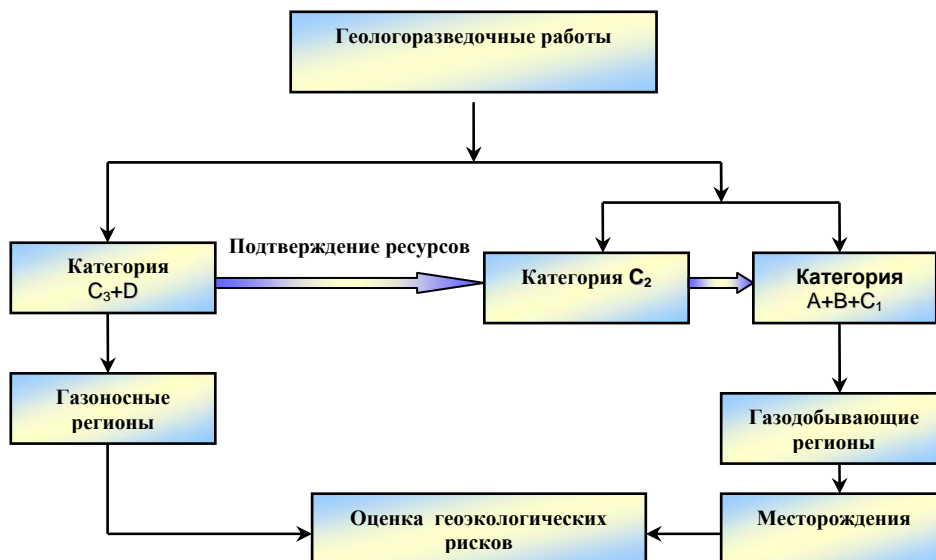 Геологоразведочные работы
Подтверждение ресурсов
Категория
C₃+D
Категория C₂
Категория
A+B+C₁
Газоносные
регионы
Газодобывающие
регионы
Оценка геоэкологических
рисков
Месторождения